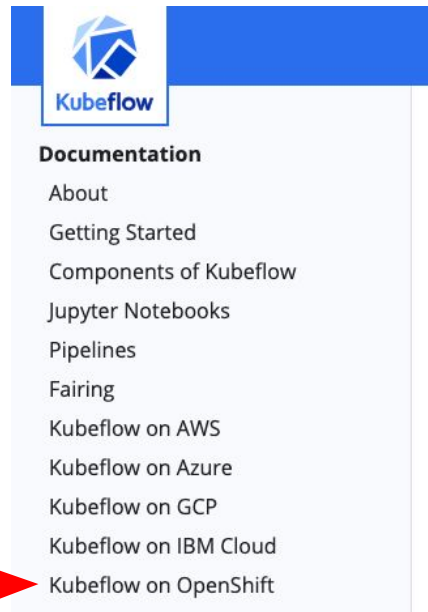 Kubeflow
Documentation
About
Getting Started
Components of Kubeflow
Jupyter Notebooks
Pipelines
Fairing
Kubeflow on AWS
Kubeflow on Azure
Kubeflow on GCP
Kubeflow on IBM Cloud
Kubeflow on OpenShift